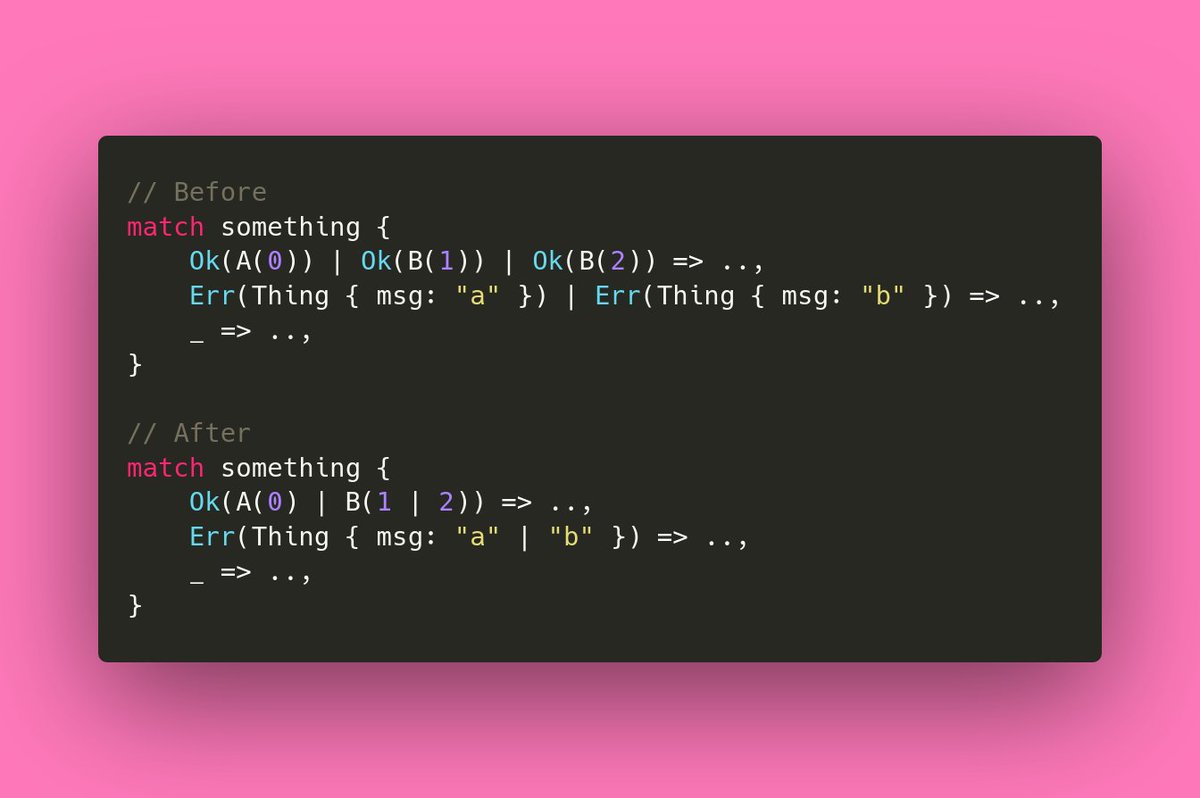 // Before
match something {
    Ok(A(0)) | Ok(B(1)) | Ok(B(2)) => ..,
    Err(Thing { msg: "a" }) | Err(Thing { msg: "b" }) => ..,
    _ => ..,
}

// After
match something {
    Ok(A(0) | B(1 | 2)) => ..,
    Err(Thing { msg: "a" | "b" }) => ..,
    _ => ..,
}